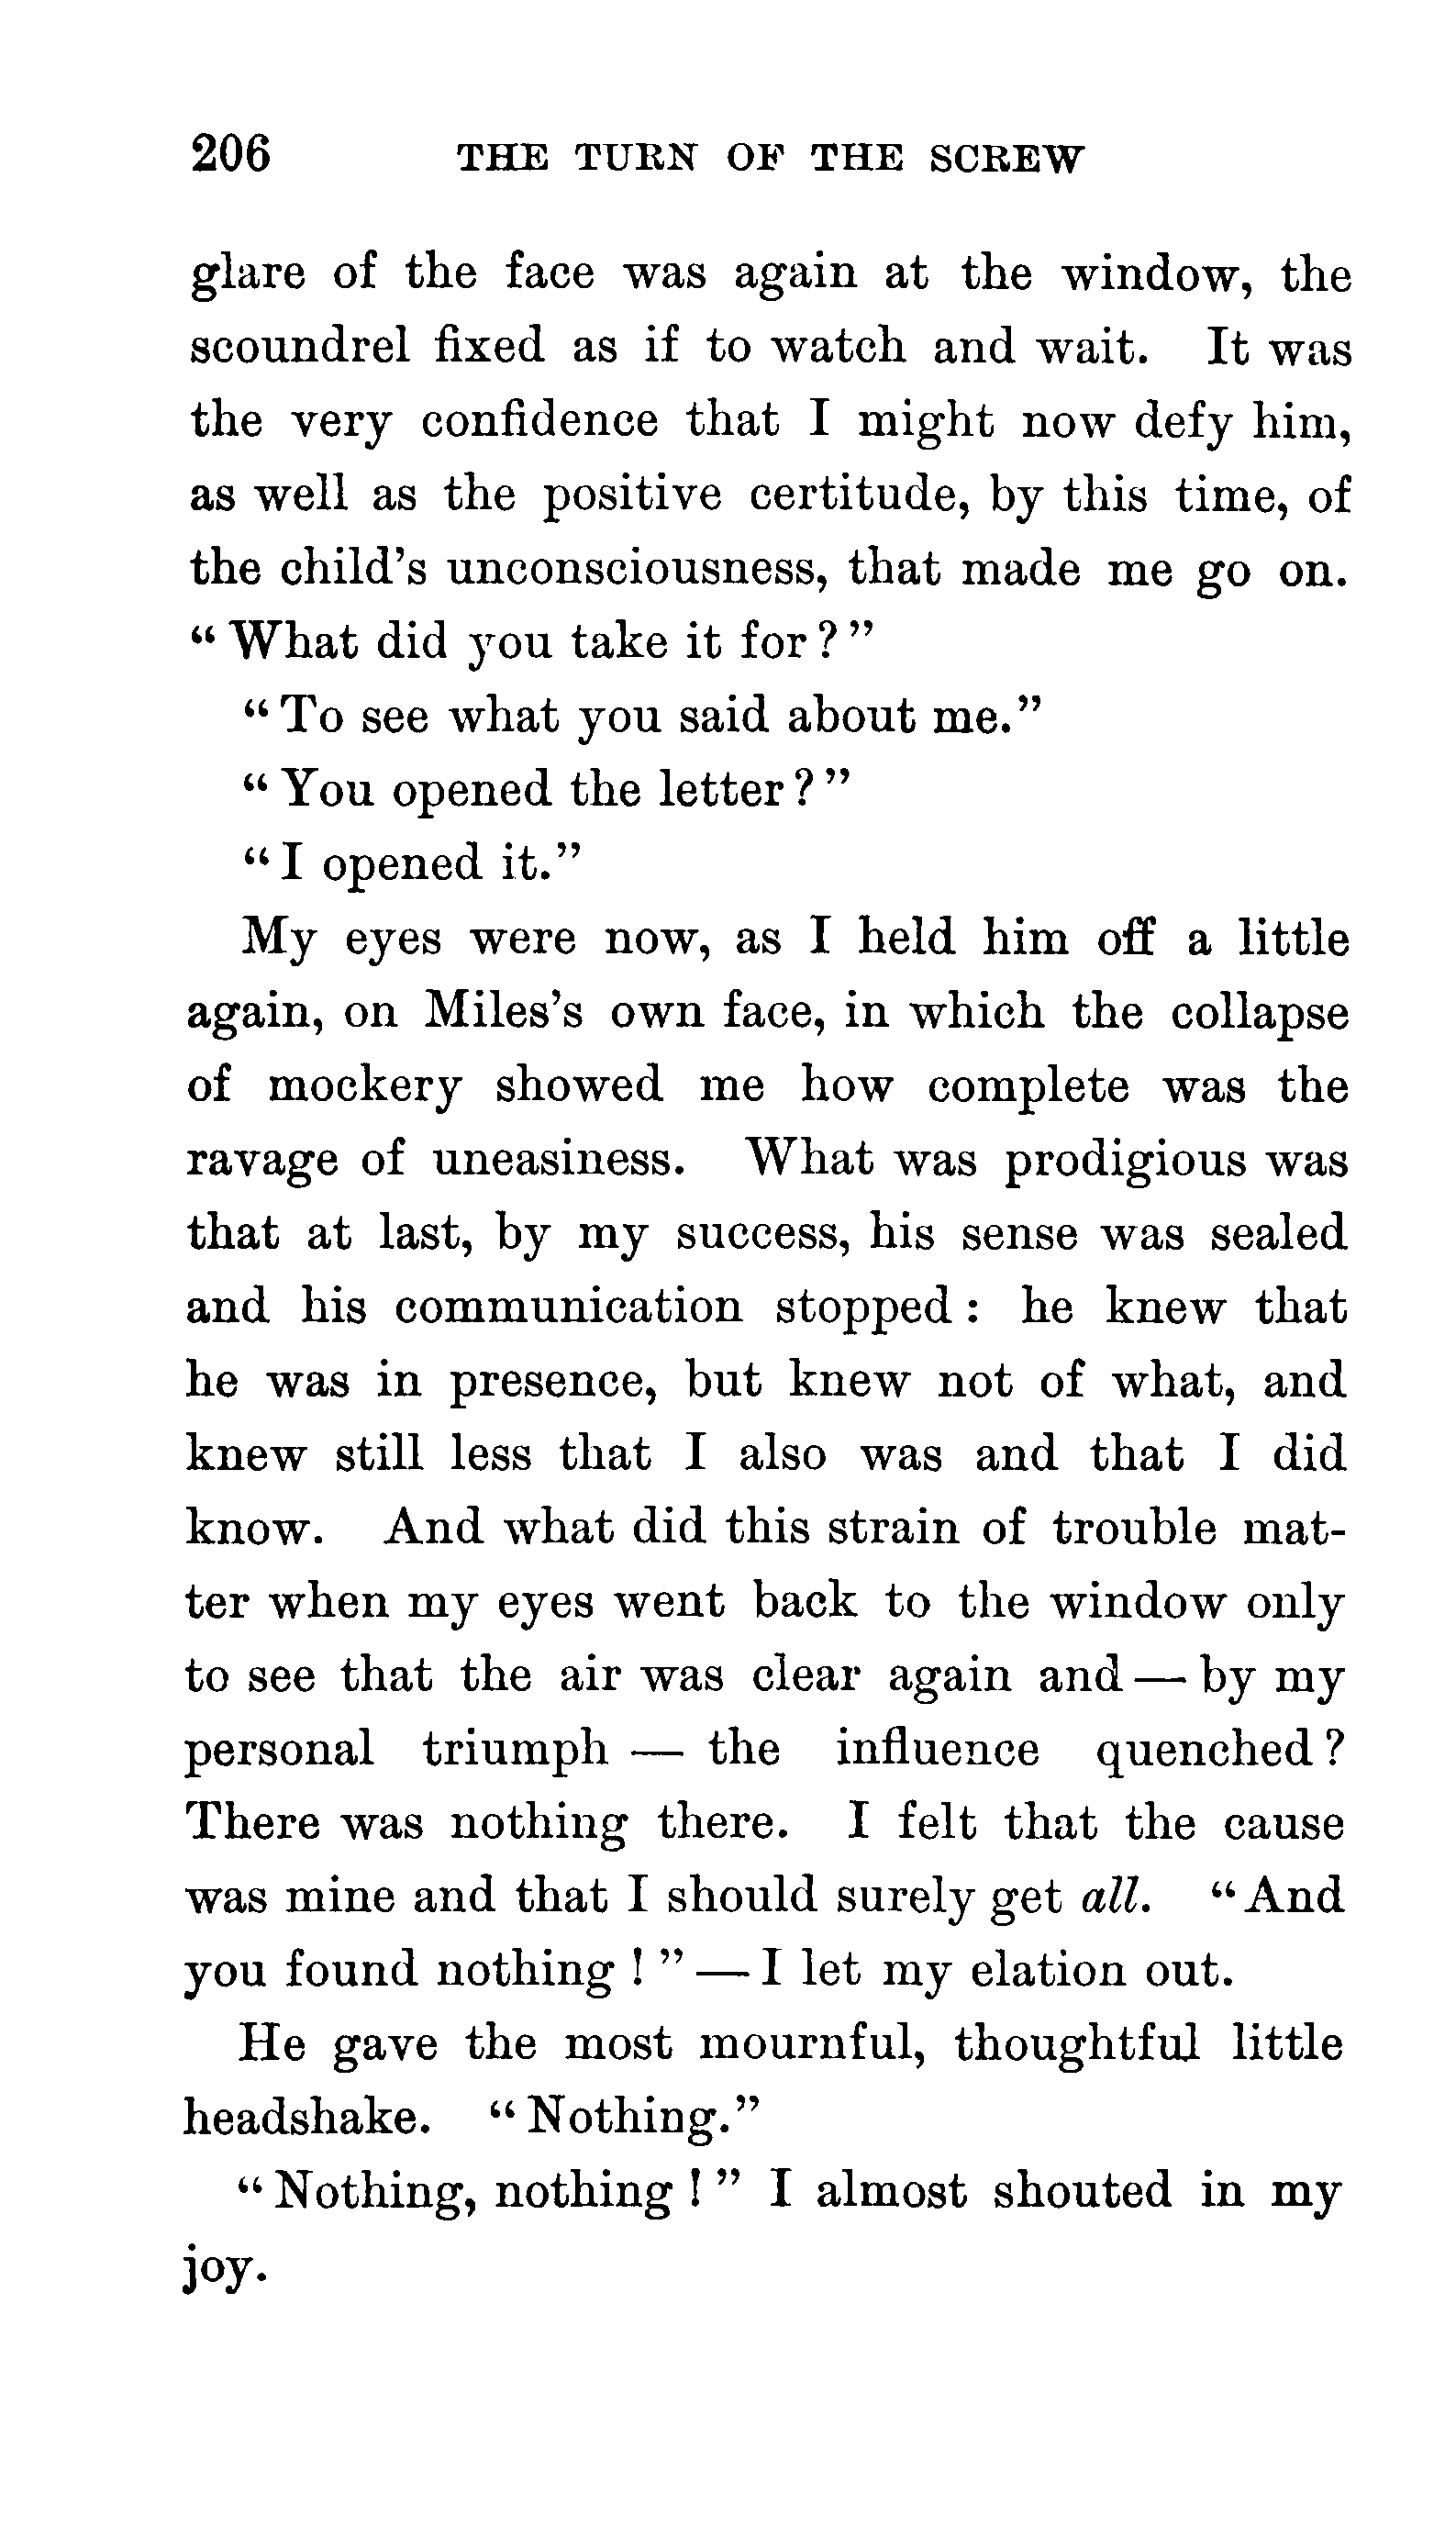 206 THE TURN OF THE SCREW
glare of the face was again at the window, the
scoundrel fixed as if to watch and wait. It was
the very confidence that I might now defy him,
as well as the positive certitude, by this time, of
the child's unconsciousness, that made me go on.
“ What did you take it for ? ”
“ To see what you said about me.”
“ You opened the letter ? ”
“ I opened it.”
My eyes were now, as I held him off a little
again, on Miles's own face, in which the collapse
of mockery showed me how complete was the
ravage of uneasiness. What was prodigious was
that at last, by my success, his sense was sealed
and his communication stopped : he knew that
he was in presence, but knew not of what, and
knew still less that I also was and that I did
know. And what did this strain of trouble mat-
ter when my eyes went back to the window only
to see that the air was clear again and — by my
personal triumph — the influence quenched ?
There was nothing there. I felt that the cause
was mine and that I should surely get all. “ And
you found nothing ! ” — I let my elation out.
He gave the most mournful, thoughtful little
headshake. “ Nothing.”
“ Nothing, nothing ! ” I almost shouted in my
joy.